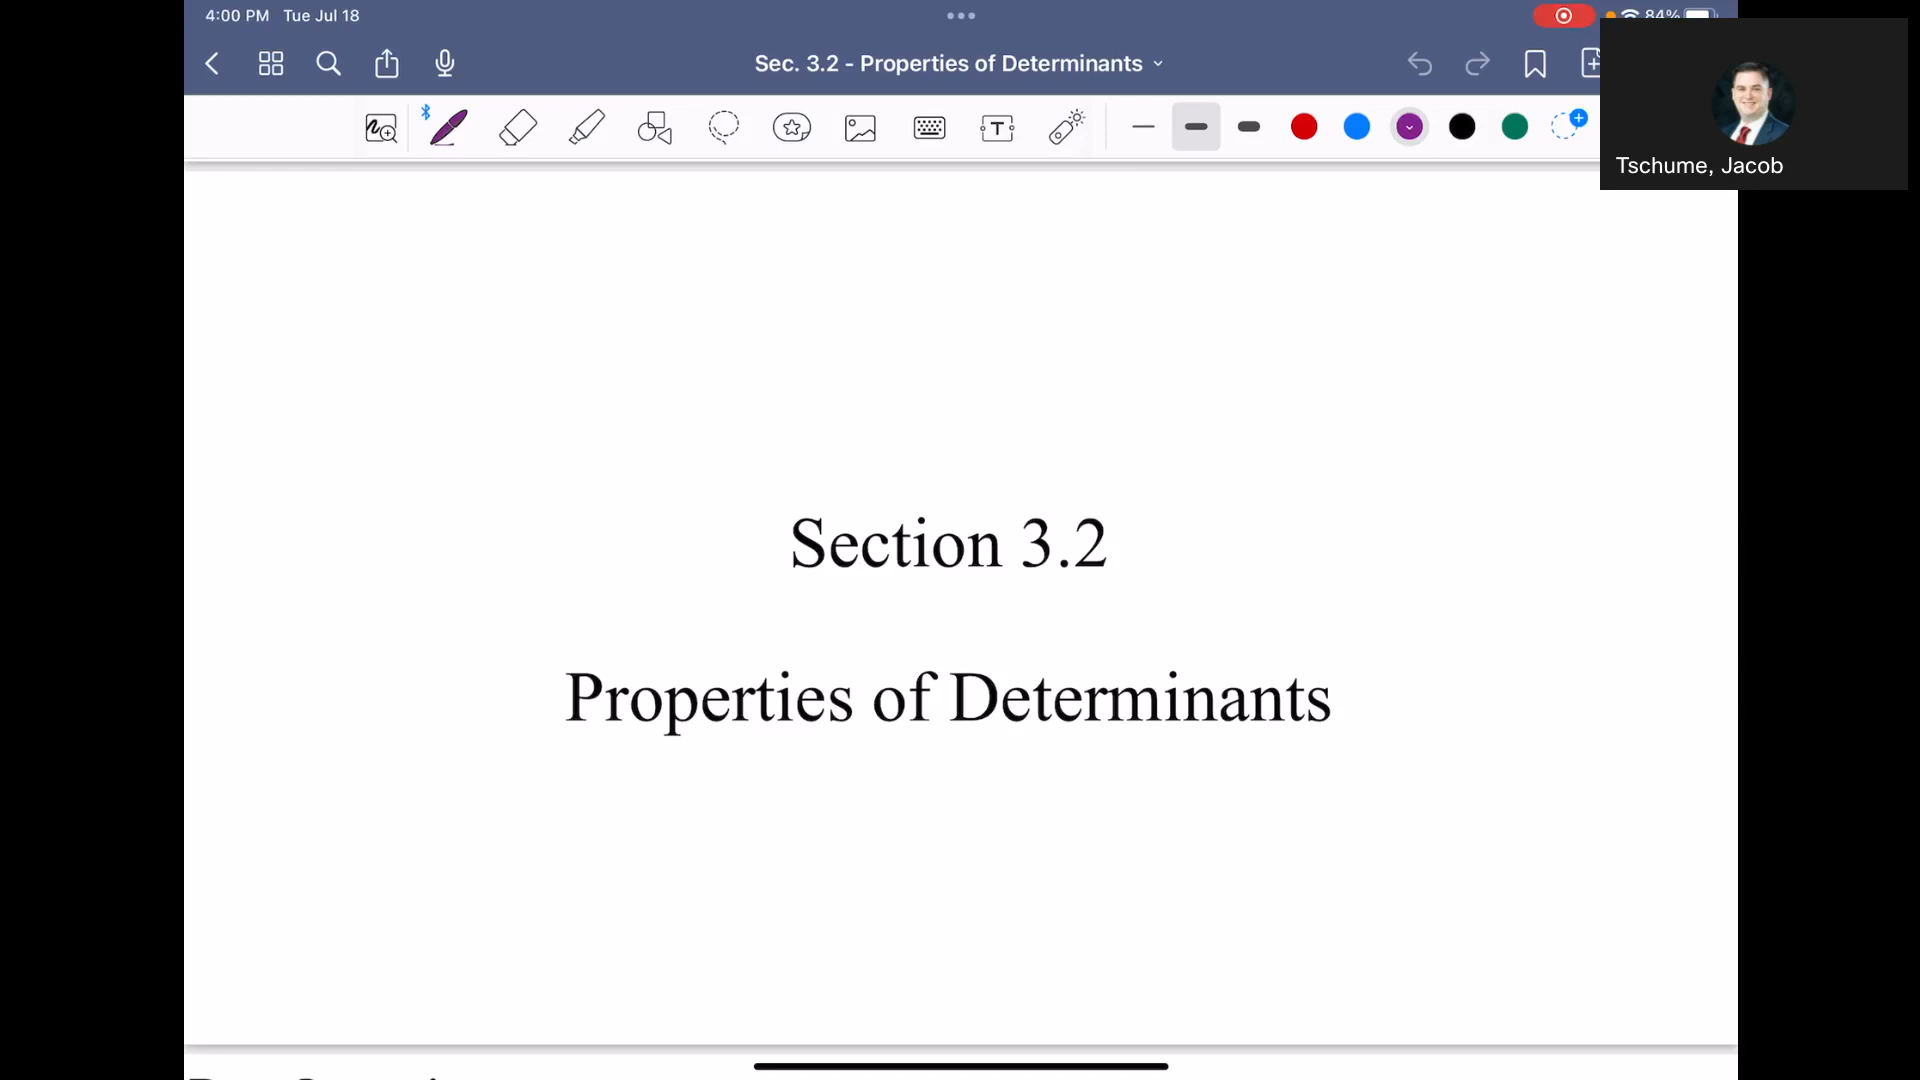 4:00 PM Tue Jul 18
84%
Sec. 3.2 - Properties of Determinants
Tschume, Jacob
Section 3.2
Properties of Determinants